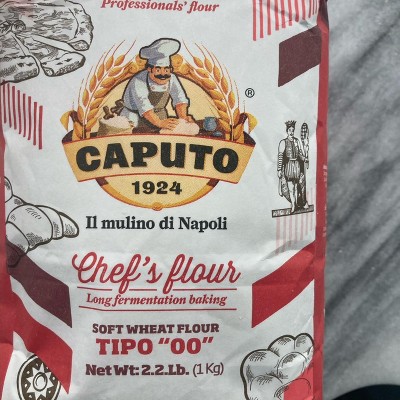 Professionals' flour
®
CAPUTO
1924
Il mulino di Napoli
Chef's flour
Long fermentation baking
SOFT WHEAT FLOUR
TIPO "00"
Net Wt: 2.2.Lb. (1 Kg)